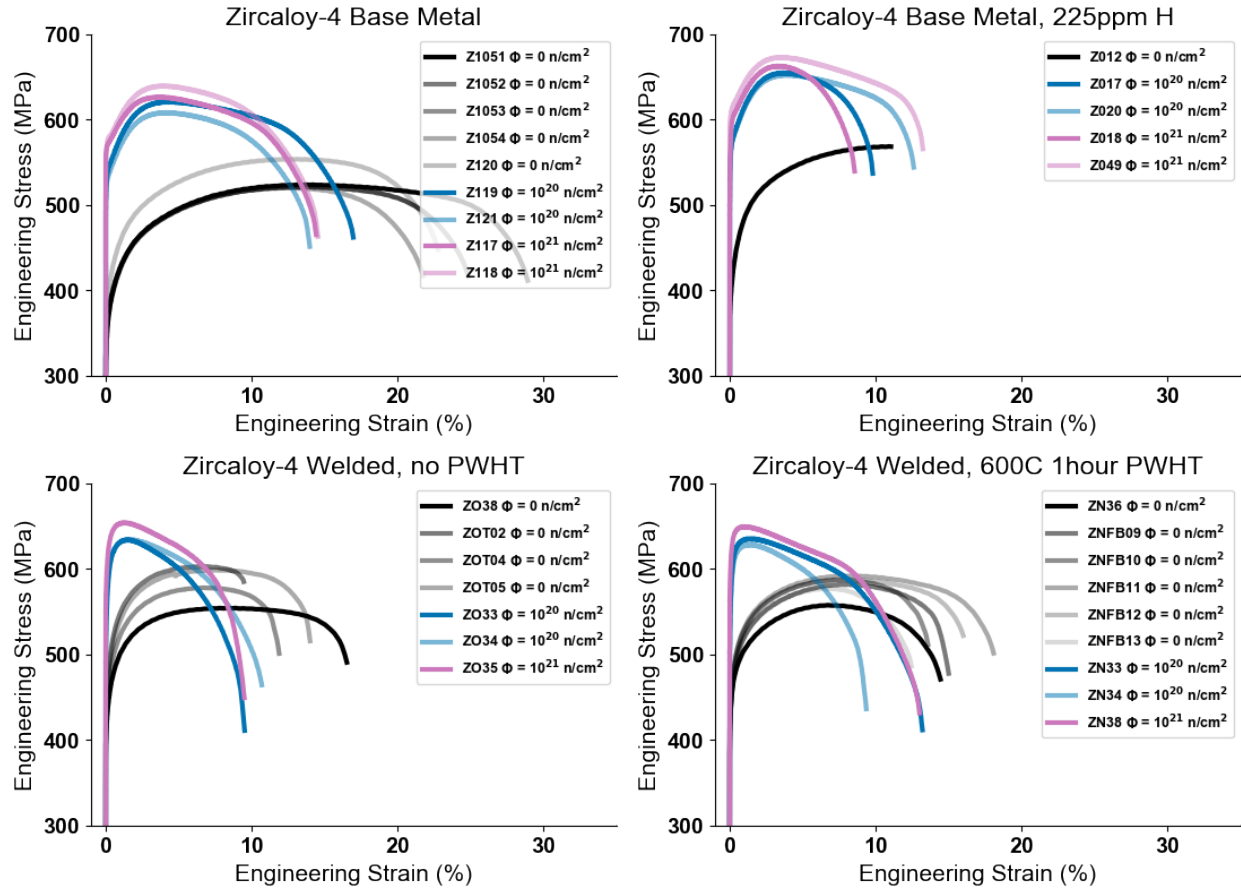 Zircaloy-4 Base Metal
Engineering Stress (MPa)
700
600
500
400
300
Z1051 Φ = 0 n/cm²
Z1052 Φ = 0 n/cm²
Z1053 Φ = 0 n/cm²
Z1054 Φ = 0 n/cm²
Z120 Φ = 0 n/cm²
Z119 Φ = 10²⁰ n/cm²
Z121 Φ = 10²⁰ n/cm²
Z117 Φ = 10²¹ n/cm²
Z118 Φ = 10²¹ n/cm²
0 10 20 30
Engineering Strain (%)
Zircaloy-4 Base Metal, 225ppm H
Engineering Stress (MPa)
700
600
500
400
300
Z012 Φ = 0 n/cm²
Z017 Φ = 10²⁰ n/cm²
Z020 Φ = 10²⁰ n/cm²
Z018 Φ = 10²¹ n/cm²
Z049 Φ = 10²¹ n/cm²
0 10 20 30
Engineering Strain (%)
Zircaloy-4 Welded, no PWHT
Engineering Stress (MPa)
700
600
500
400
300
ZO38 Φ = 0 n/cm²
ZOT02 Φ = 0 n/cm²
ZOT04 Φ = 0 n/cm²
ZOT05 Φ = 0 n/cm²
ZO33 Φ = 10²⁰ n/cm²
ZO34 Φ = 10²⁰ n/cm²
ZO35 Φ = 10²¹ n/cm²
0 10 20 30
Engineering Strain (%)
Zircaloy-4 Welded, 600C 1hour PWHT
Engineering Stress (MPa)
700
600
500
400
300
ZN36 Φ = 0 n/cm²
ZNFB09 Φ = 0 n/cm²
ZNFB10 Φ = 0 n/cm²
ZNFB11 Φ = 0 n/cm²
ZNFB12 Φ = 0 n/cm²
ZNFB13 Φ = 0 n/cm²
ZN33 Φ = 10²⁰ n/cm²
ZN34 Φ = 10²⁰ n/cm²
ZN38 Φ = 10²¹ n/cm²
0 10 20 30
Engineering Strain (%)